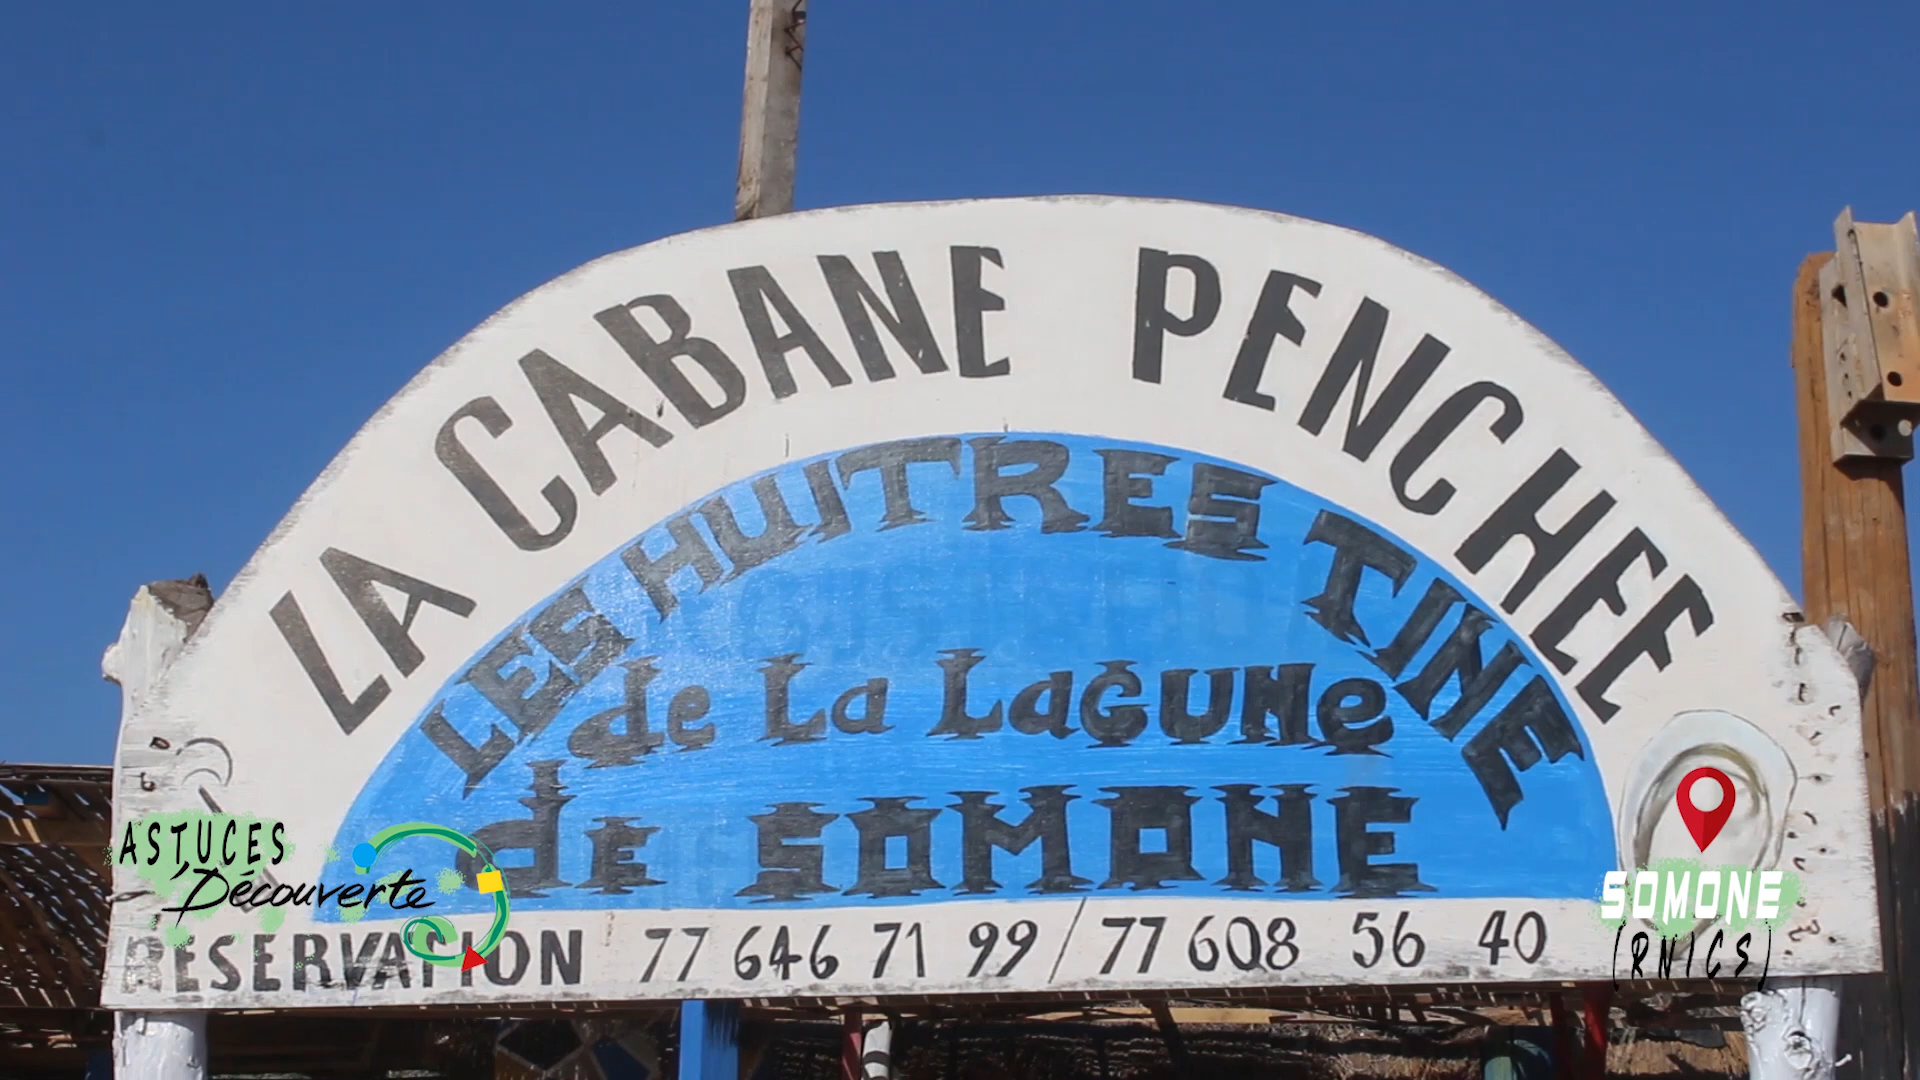 LA CABANE PENCHEE
LES HUITRES TINE
de La LaGUNe
de SOMONE
RESERVATION 77 646 71 99 / 77 608 56 40
ASTUCES
Découverte
SOMONE
(RNICS)